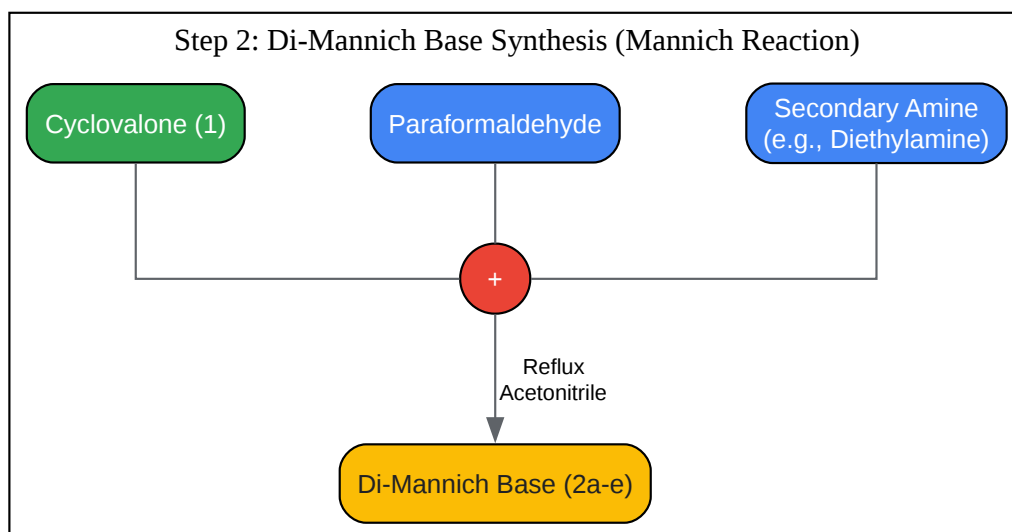 Step 2: Di-Mannich Base Synthesis (Mannich Reaction)
Cyclovalone (1)
Paraformaldehyde
Secondary Amine
(e.g., Diethylamine)
+
Reflux
Acetonitrile
Di-Mannich Base (2a-e)